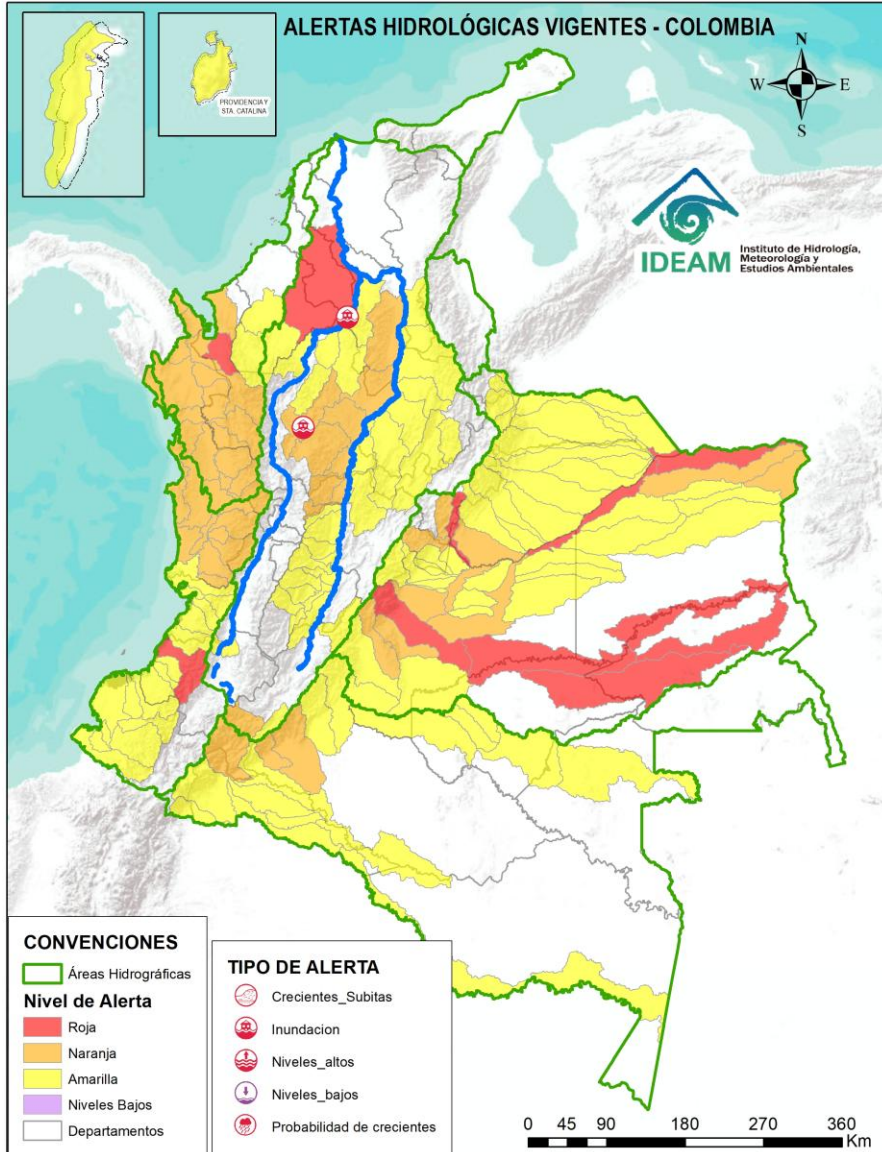 ALERTAS HIDROLÓGICAS VIGENTES - COLOMBIA
N
W
E
S
PROVIDENCIA Y
STA. CATALINA
IDEAM
Instituto de Hidrología,
Meteorología y
Estudios Ambientales
CONVENCIONES
Áreas Hidrográficas
Nivel de Alerta
Roja
Naranja
Amarilla
Niveles Bajos
Departamentos
TIPO DE ALERTA
Crecientes_Subitas
Inundacion
Niveles_altos
Niveles_bajos
Probabilidad de crecientes
0 45 90 180 270 360
Km